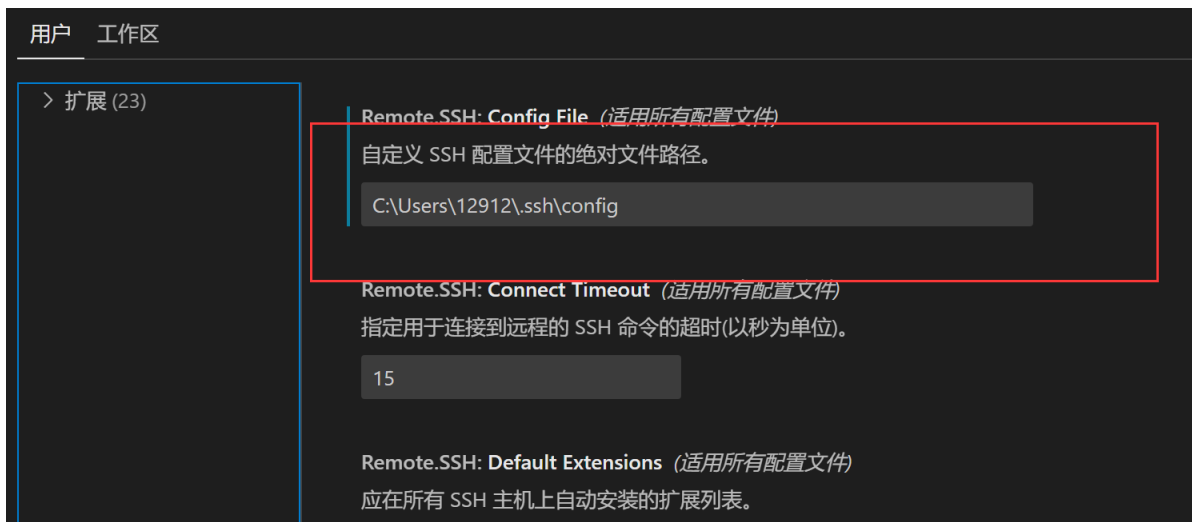 用户 工作区
扩展 (23)
Remote.SSH: Config File (适用所有配置文件)
自定义 SSH 配置文件的绝对文件路径。
C:\Users\12912\.ssh\config
Remote.SSH: Connect Timeout (适用所有配置文件)
指定用于连接到远程的 SSH 命令的超时(以秒为单位)。
15
Remote.SSH: Default Extensions (适用所有配置文件)
应在所有 SSH 主机上自动安装的扩展列表。